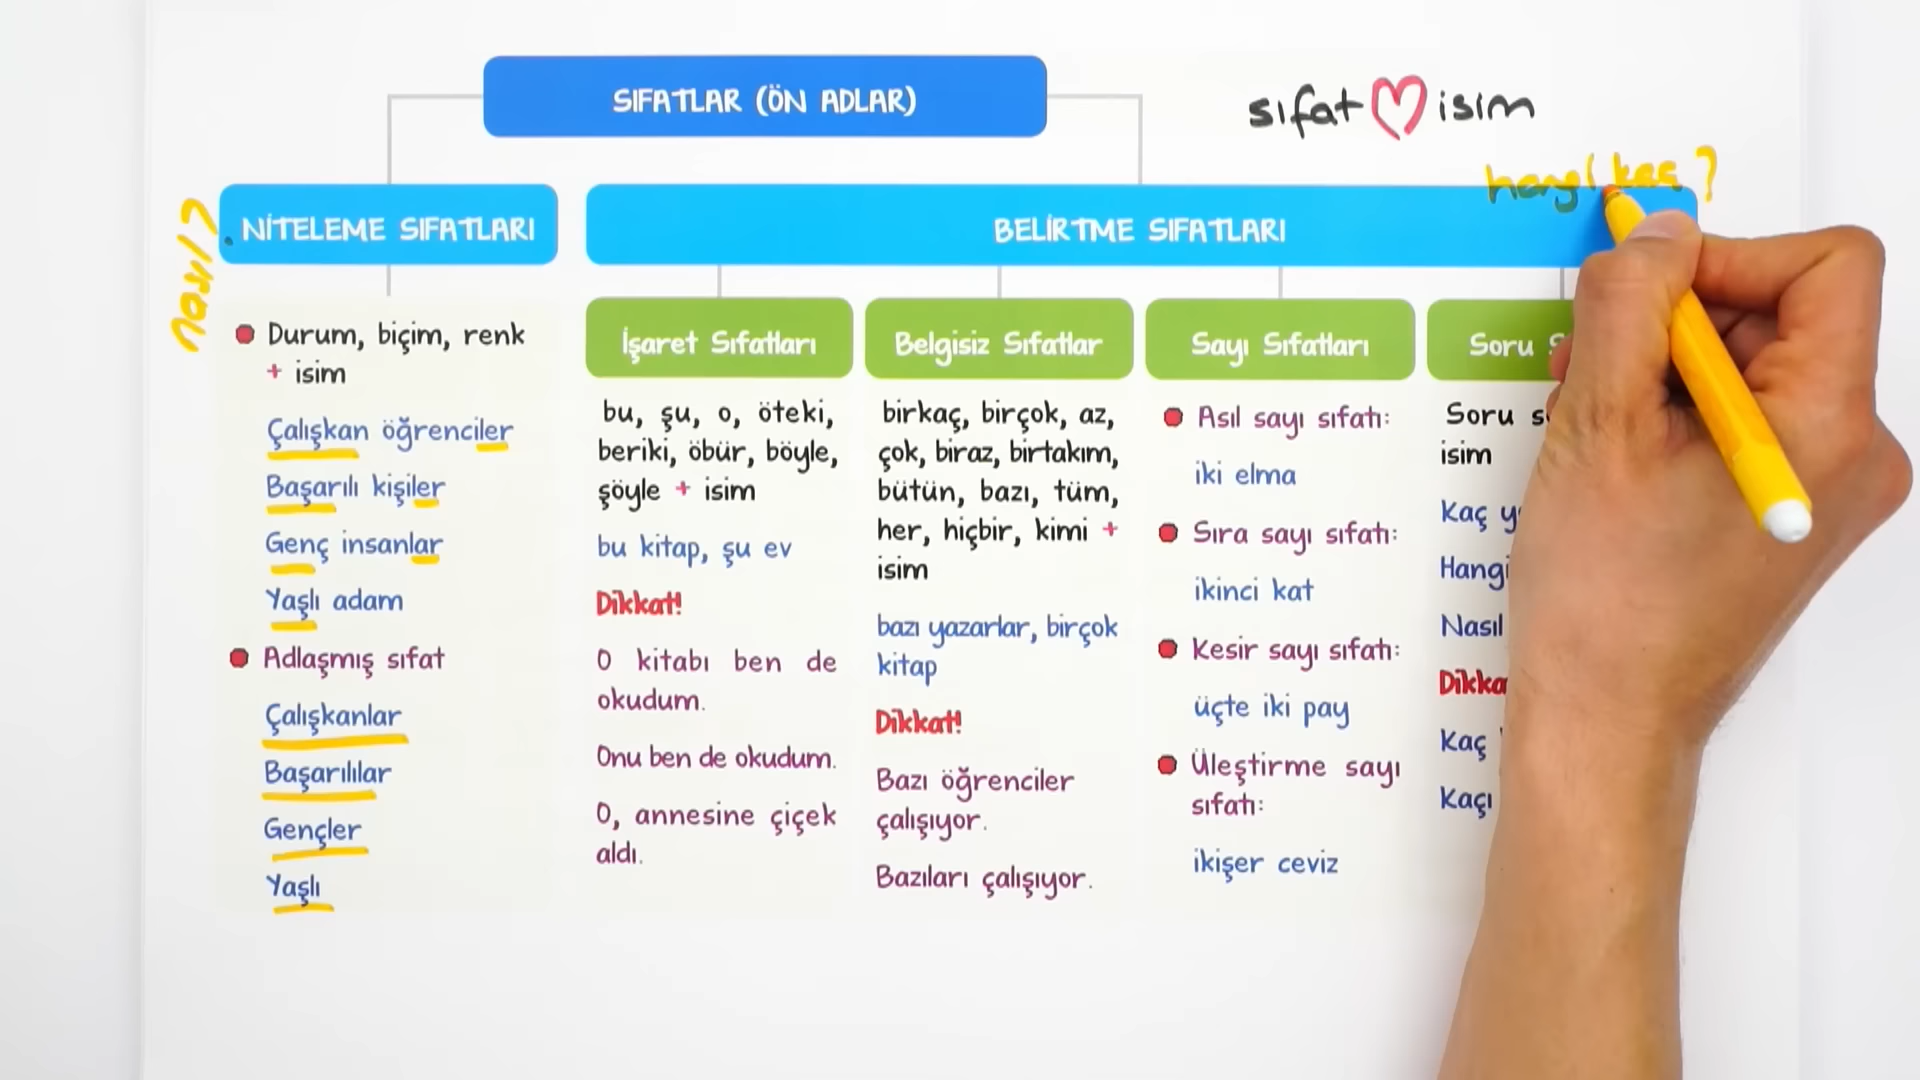 SIFATLAR (ÖN ADLAR)
sıfat isim
hangi kaç ?
NİTELEME SIFATLARI
BELİRTME SIFATLARI
Durum, biçim, renk
+ isim
Çalışkan öğrenciler
Başarılı kişiler
Genç insanlar
Yaşlı adam
Adlaşmış sıfat
Çalışkanlar
Başarılılar
Gençler
Yaşlı
İşaret Sıfatları
bu, şu, o, öteki,
beriki, öbür, böyle,
şöyle + isim
bu kitap, şu ev
Dikkat!
O kitabı ben de
okudum.
Onu ben de okudum.
O, annesine çiçek
aldı.
Belgisiz Sıfatlar
birkaç, birçok, az,
çok, biraz, birtakım,
bütün, bazı, tüm,
her, hiçbir, kimi +
isim
bazı yazarlar, birçok
kitap
Dikkat!
Bazı öğrenciler
çalışıyor.
Bazıları çalışıyor.
Sayı Sıfatları
Asıl sayı sıfatı:
iki elma
Sıra sayı sıfatı:
ikinci kat
Kesir sayı sıfatı:
üçte iki pay
Üleştirme sayı
sıfatı:
ikişer ceviz
Soru
Soru
isim
Kaç
Hangi
Nasıl
Kaç
Kaçı